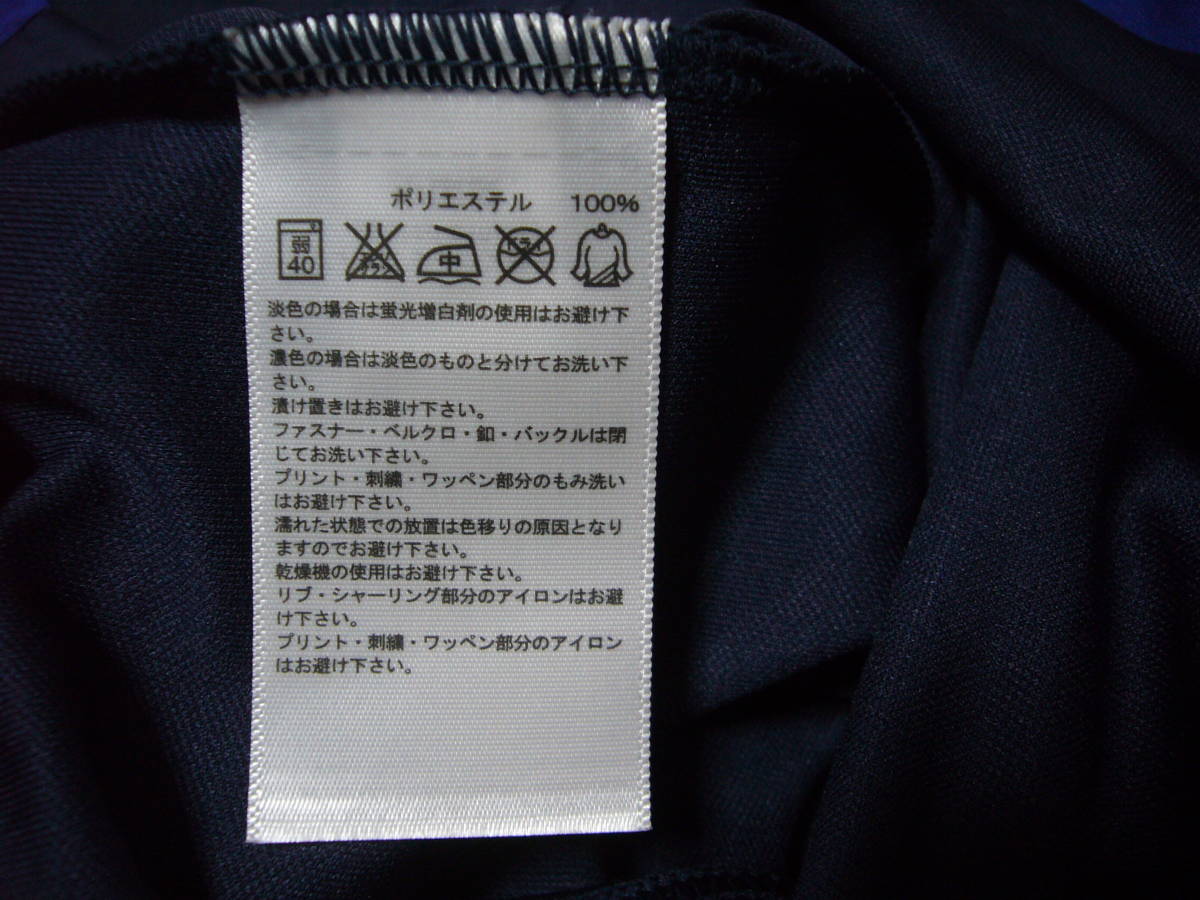 ポリエステル 100%
弱 40 エンソサラシ 中 ドライ
淡色の場合は蛍光増白剤の使用はお避け下
さい。
濃色の場合は淡色のものと分けてお洗い下
さい。
漬け置きはお避け下さい。
ファスナー・ベルクロ・釦・バックルは閉
じてお洗い下さい。
プリント・刺繍・ワッペン部分のもみ洗い
はお避け下さい。
濡れた状態での放置は色移りの原因となり
ますのでお避け下さい。
乾燥機の使用はお避け下さい。
リブ・シャーリング部分のアイロンはお避
け下さい。
プリント・刺繍・ワッペン部分のアイロン
はお避け下さい。